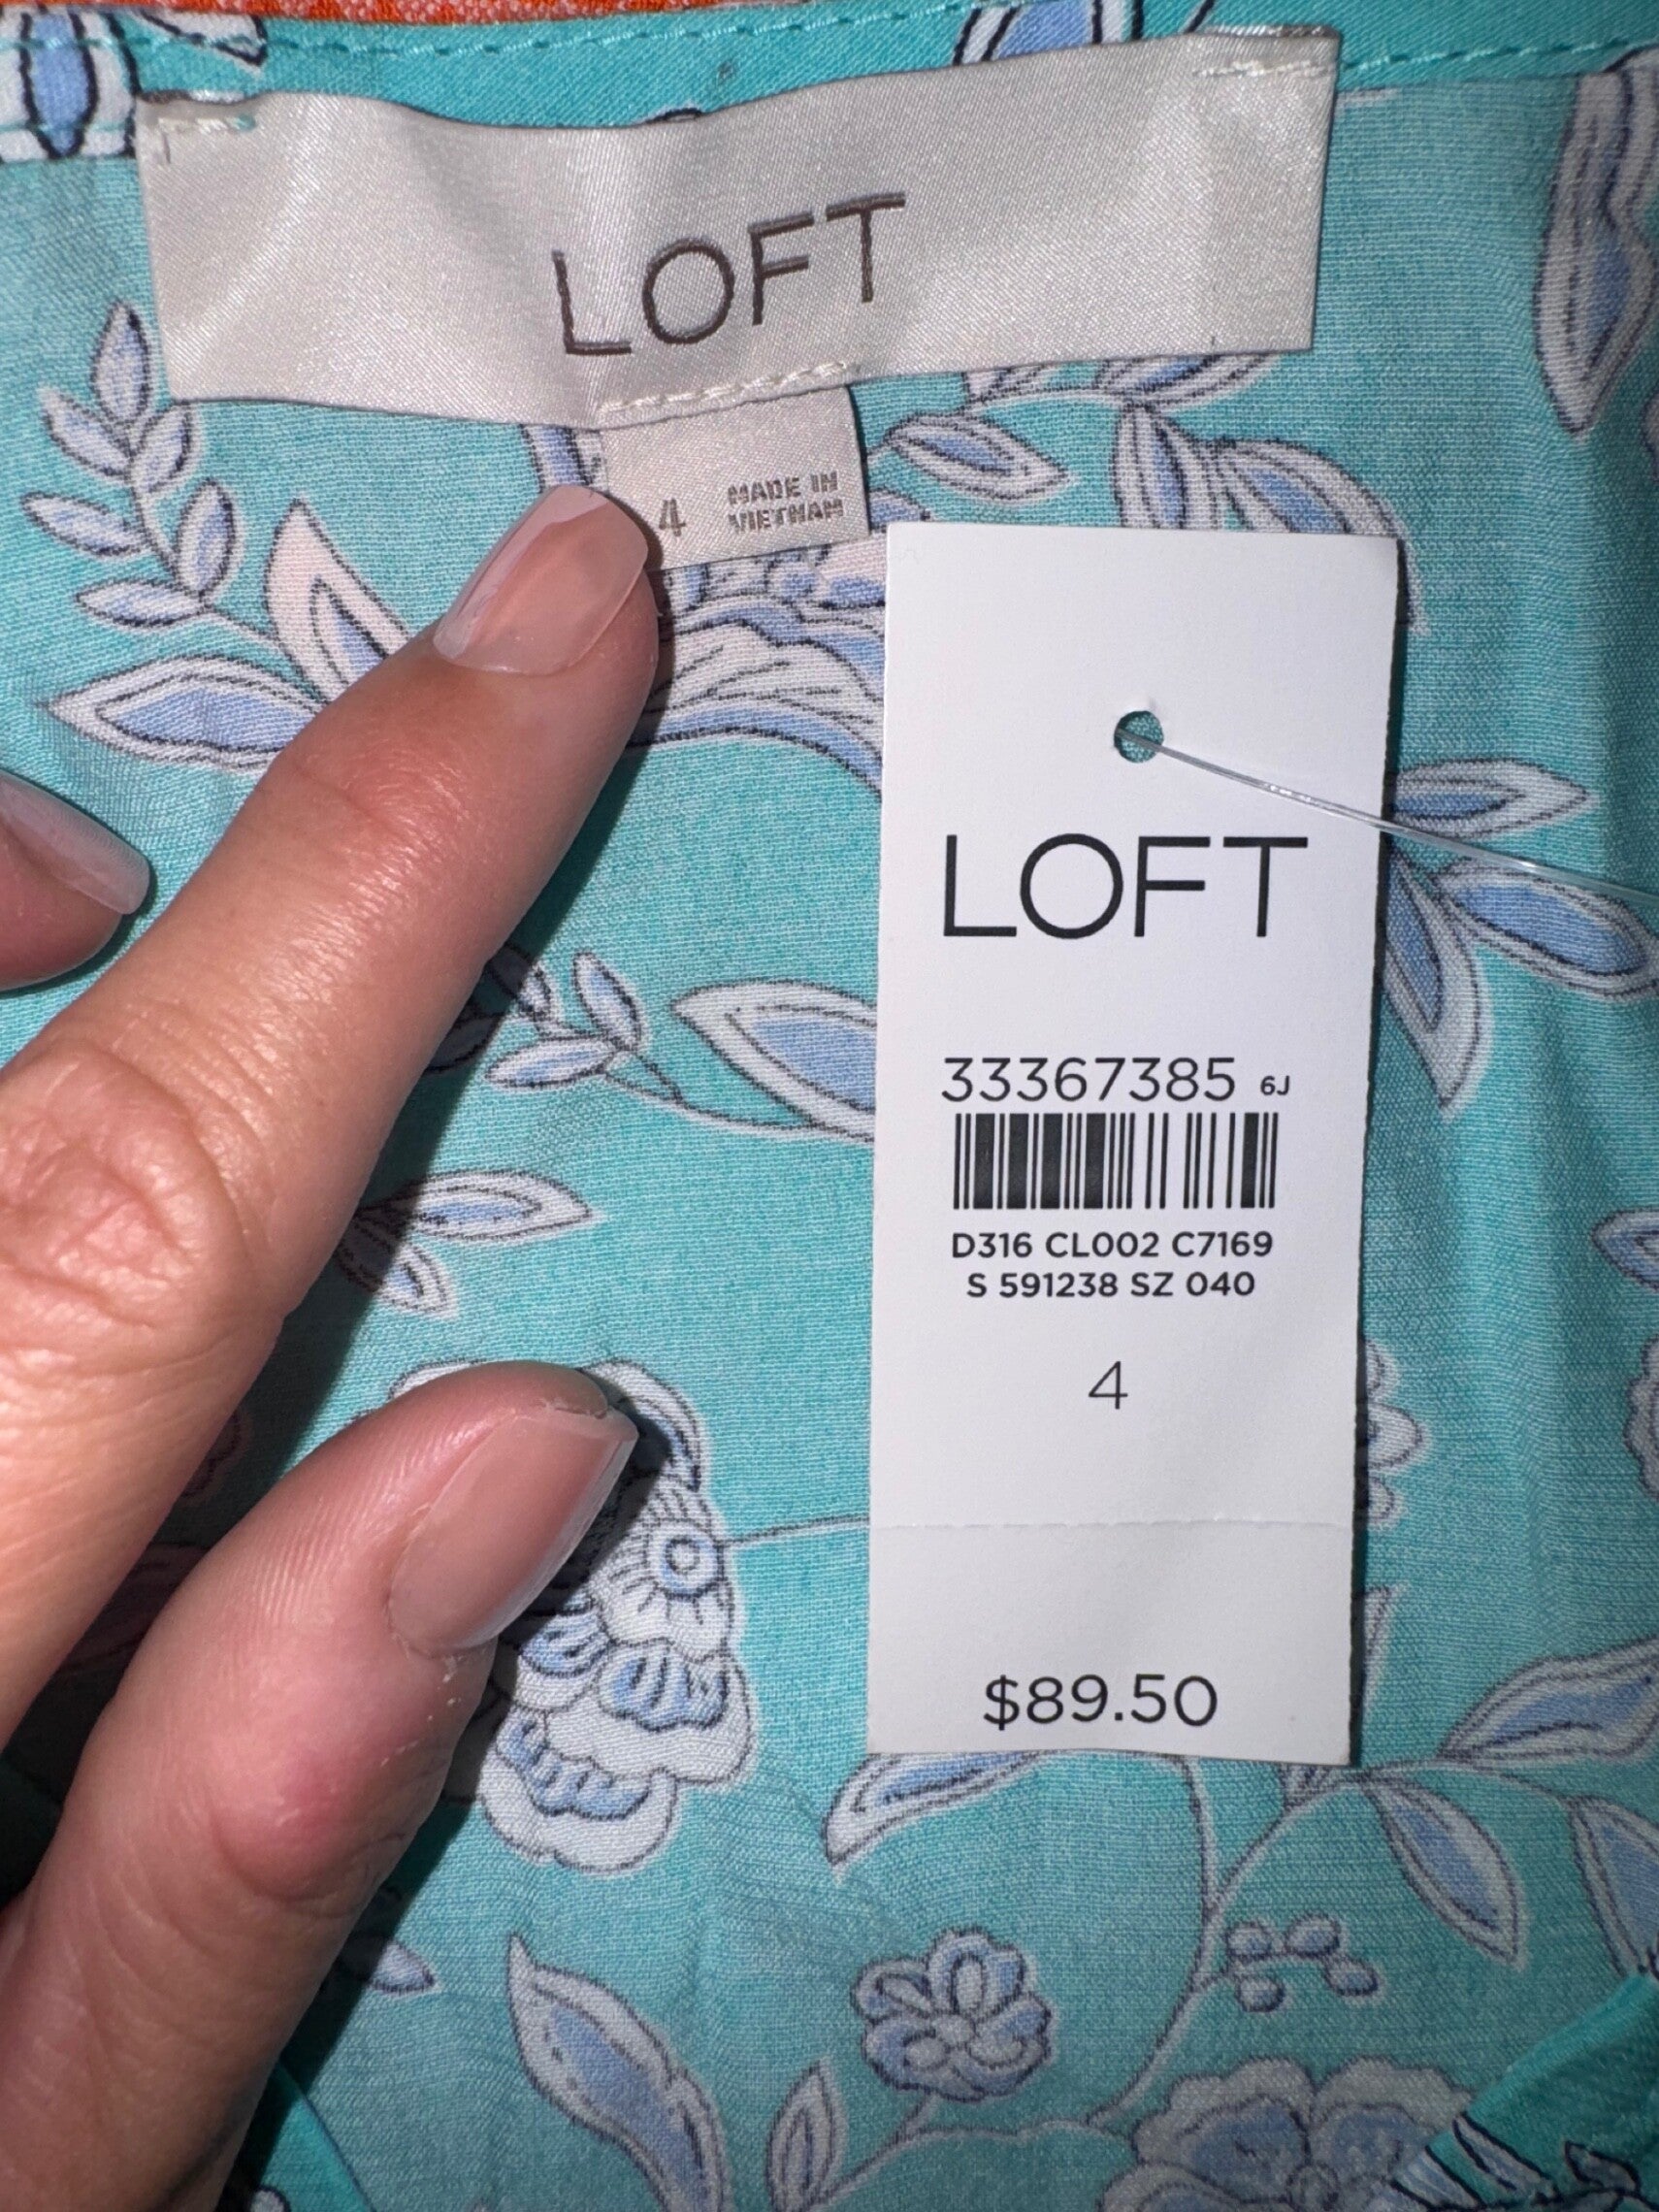 LOFT
4 MADE IN
VIETNAM
LOFT
33367385 6J
D316 CL002 C7169
S 591238 SZ 040
4
$89.50